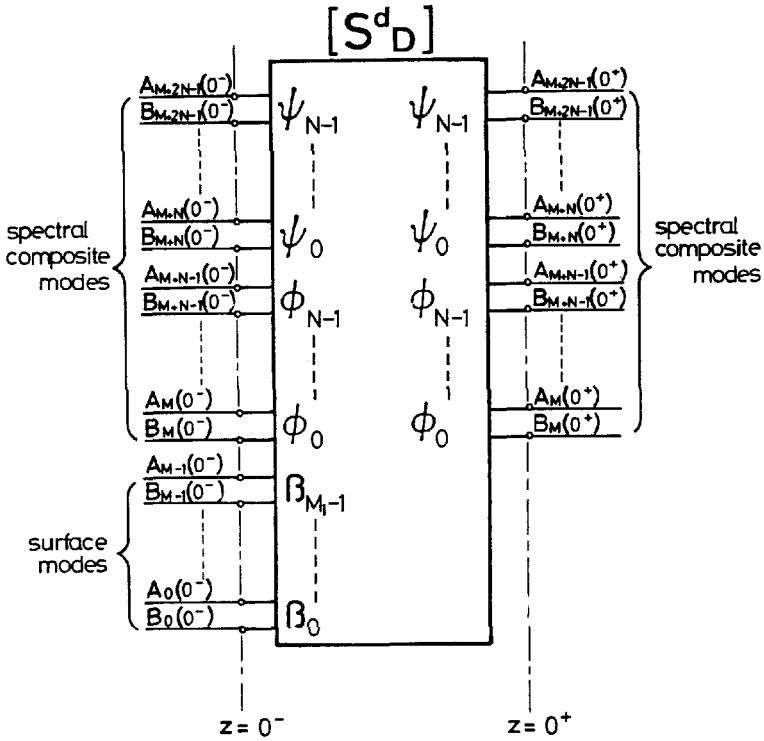 [S^d_D]
A_{M+2N-1}(0^-) ψ_{N-1} ψ_{N-1} A_{M+2N-1}(0^+)
B_{M+2N-1}(0^-) B_{M+2N-1}(0^+)
A_{M+N}(0^-) ψ_0 ψ_0 A_{M+N}(0^+)
B_{M+N}(0^-) B_{M+N}(0^+)
spectral composite modes
spectral composite modes
A_{M+N-1}(0^-) φ_{N-1} φ_{N-1} A_{M+N-1}(0^+)
B_{M+N-1}(0^-) B_{M+N-1}(0^+)
A_M(0^-) φ_0 φ_0 A_M(0^+)
B_M(0^-) B_M(0^+)
A_{M-1}(0^-) β_{M_1-1}
B_{M-1}(0^-)
surface modes
A_0(0^-) β_0
B_0(0^-)
z=0^- z=0^+